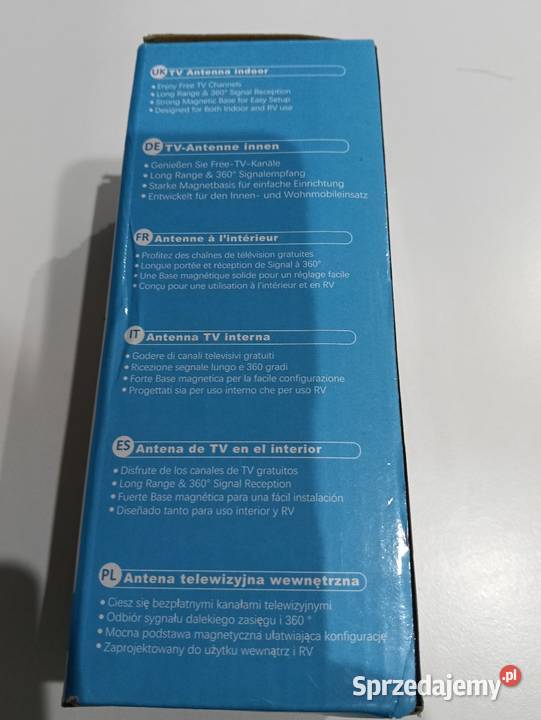 UK TV Antenna indoor
• Enjoy Free TV Channels
• Long Range & 360° Signal Reception
• Strong Magnetic Base for Easy Setup
• Designed for Both Indoor and RV use
DE TV-Antenne innen
• Genießen Sie Free-TV-Kanäle
• Long Range & 360° Signalempfang
• Starke Magnetbasis für einfache Einrichtung
• Entwickelt für den Innen- und Wohnmobileinsatz
FR Antenne à l'intérieur
• Profitez des chaînes de télévision gratuites
• Longue portée et réception de Signal à 360°
• Une Base magnétique solide pour un réglage facile
• Conçu pour une utilisation à l'intérieur et en RV
IT Antenna TV interna
• Godere di canali televisivi gratuiti
• Ricezione segnale lungo e 360 gradi
• Forte Base magnetica per la facile configurazione
• Progettati sia per uso interno che per uso RV
ES Antena de TV en el interior
• Disfrute de los canales de TV gratuitos
• Long Range & 360° Signal Reception
• Fuerte Base magnética para una fácil instalación
• Diseñado tanto para uso interior y RV
PL Antena telewizyjna wewnętrzna
• Ciesz się bezpłatnymi kanałami telewizyjnymi
• Odbiór sygnału dalekiego zasięgu i 360 °
• Mocna podstawa magnetyczna ułatwiająca konfigurację
• Zaprojektowany do użytku wewnątrz i RV
Sprzedajemy.pl